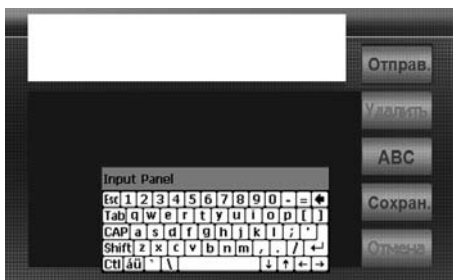 Отправ.
Удалить
ABC
Сохран.
Отмена
Input Panel
Esc 1 2 3 4 5 6 7 8 9 0 - =
Tab q w e r t y u i o p [ ]
CAP a s d f g h j k l ; '
Shift z x c v b n m , . / ↵
Ctl áü ` \ ↓ ↑ ← →